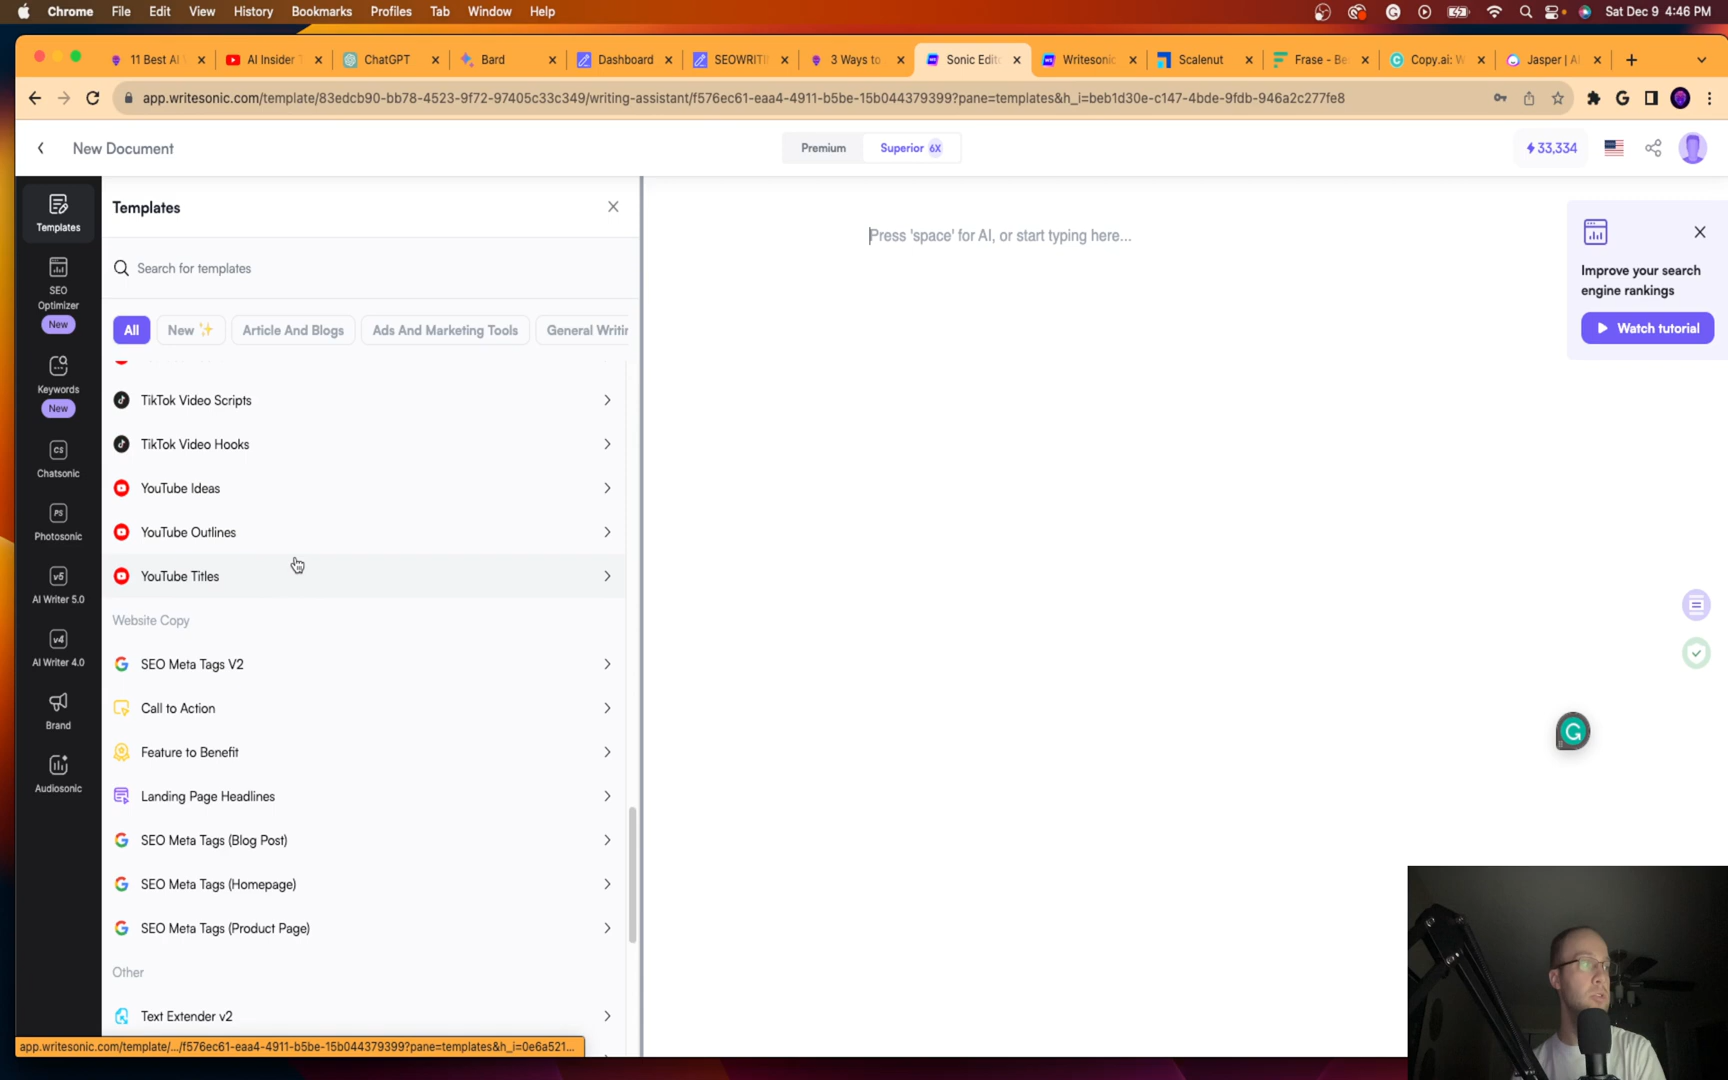 Chrome File Edit View History Bookmarks Profiles Tab Window Help Sat Dec 9 4:46 PM
11 Best AI AI Insider ChatGPT Bard Dashboard SEOWRITI 3 Ways to Sonic Edit Writesonic Scalenut Frase - Be Copy.ai: W Jasper | AI
app.writesonic.com/template/83edcb90-bb78-4523-9f72-97405c33c349/writing-assistant/f576ec61-eaa4-4911-b5be-15b044379399?pane=templates&h_i=beb1d30e-c147-4bde-9fdb-946a2c277fe8
New Document Premium Superior 6X 33,334
Templates
SEO Optimizer
New
Keywords
New
Chatsonic
Photosonic
AI Writer 5.0
AI Writer 4.0
Brand
Audiosonic
Templates
Search for templates
All New Article And Blogs Ads And Marketing Tools General Writin
TikTok Video Scripts
TikTok Video Hooks
YouTube Ideas
YouTube Outlines
YouTube Titles
Website Copy
SEO Meta Tags V2
Call to Action
Feature to Benefit
Landing Page Headlines
SEO Meta Tags (Blog Post)
SEO Meta Tags (Homepage)
SEO Meta Tags (Product Page)
Other
Text Extender v2
app.writesonic.com/template/.../f576ec61-eaa4-4911-b5be-15b044379399?pane=templates&h_i=0e6a521...
Press 'space' for AI, or start typing here...
Improve your search
engine rankings
Watch tutorial